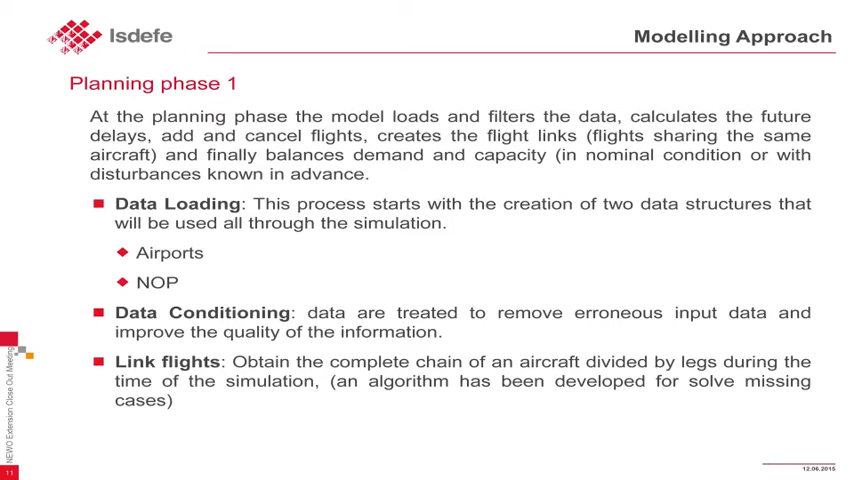 Isdefe
Modelling Approach
Planning phase 1
At the planning phase the model loads and filters the data, calculates the future
delays, add and cancel flights, creates the flight links (flights sharing the same
aircraft) and finally balances demand and capacity (in nominal condition or with
disturbances known in advance.
Data Loading: This process starts with the creation of two data structures that
will be used all through the simulation.
Airports
NOP
Data Conditioning: data are treated to remove erroneous input data and
improve the quality of the information.
Link flights: Obtain the complete chain of an aircraft divided by legs during the
time of the simulation, (an algorithm has been developed for solve missing
cases)
NEWO Extension Close Out Meeting
11
12.06.2015